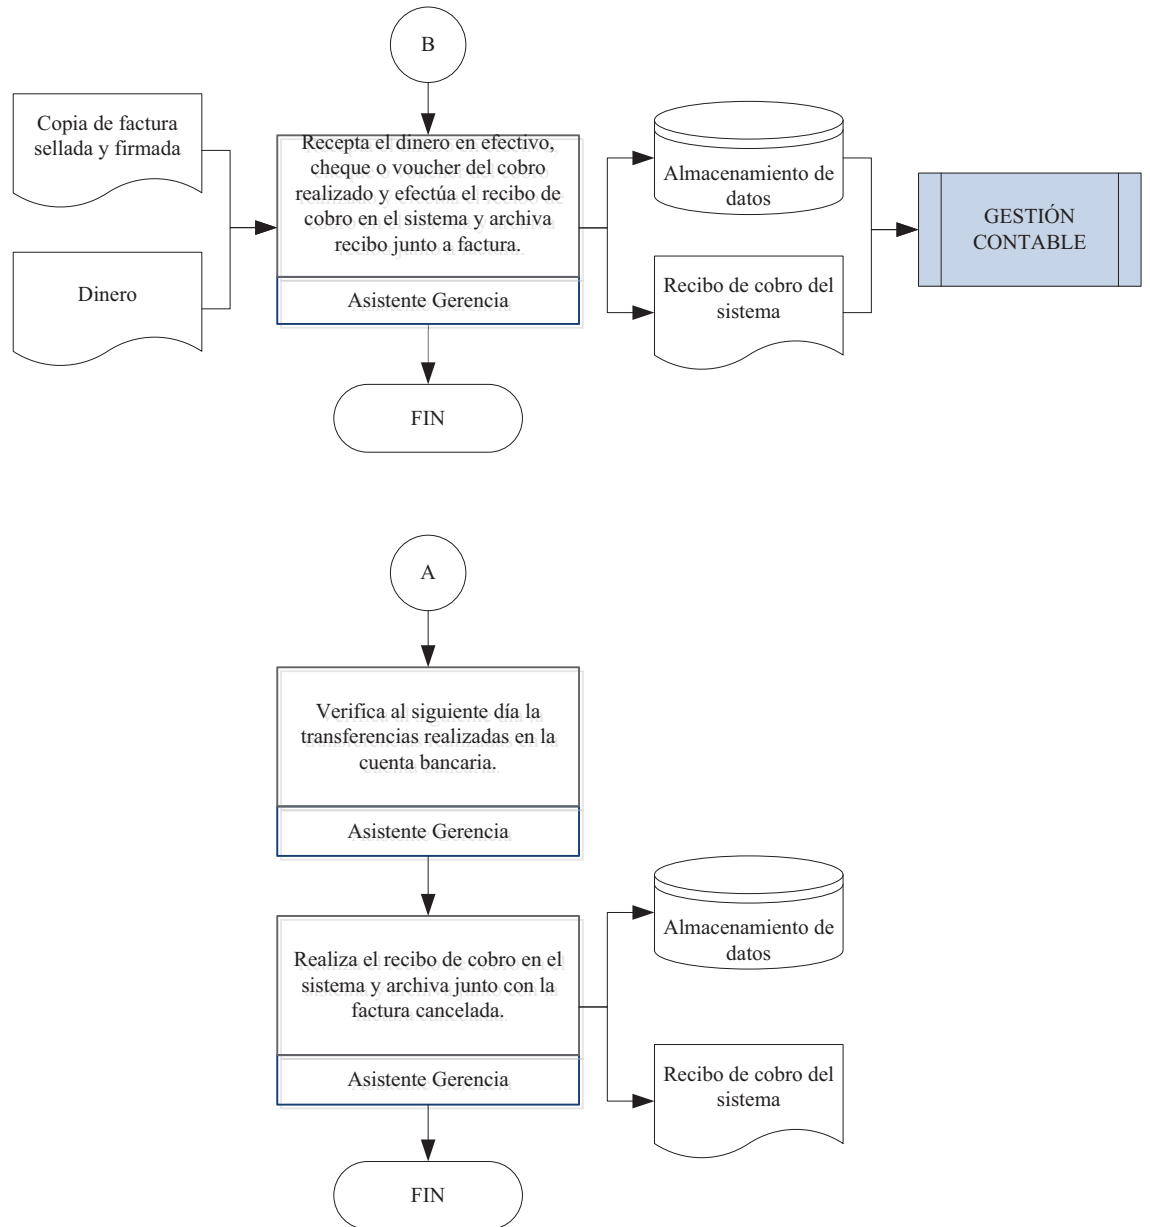 B
Copia de factura
sellada y firmada
Dinero
Recepta el dinero en efectivo,
cheque o voucher del cobro
realizado y efectúa el recibo de
cobro en el sistema y archiva
recibo junto a factura.
Asistente Gerencia
Almacenamiento de
datos
Recibo de cobro del
sistema
GESTIÓN
CONTABLE
FIN
A
Verifica al siguiente día la
transferencias realizadas en la
cuenta bancaria.
Asistente Gerencia
Realiza el recibo de cobro en el
sistema y archiva junto con la
factura cancelada.
Asistente Gerencia
Almacenamiento de
datos
Recibo de cobro del
sistema
FIN